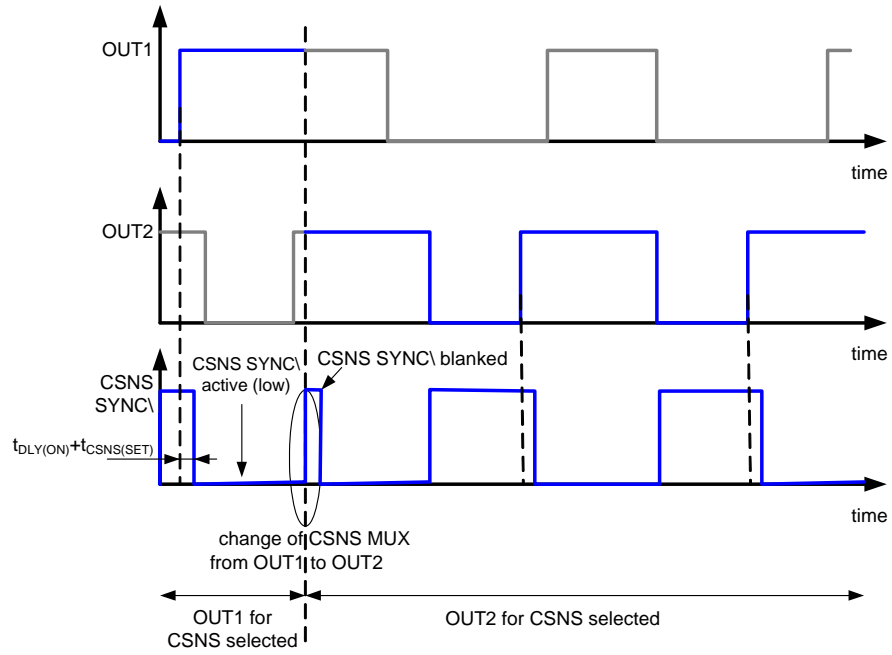 OUT1
time
OUT2
time
CSNS
SYNC\
CSNS SYNC\
active (low)
CSNS SYNC\ blanked
tDLY(ON)+tCSNS(SET)
time
change of CSNS MUX
from OUT1 to OUT2
OUT1 for
CSNS selected
OUT2 for CSNS selected